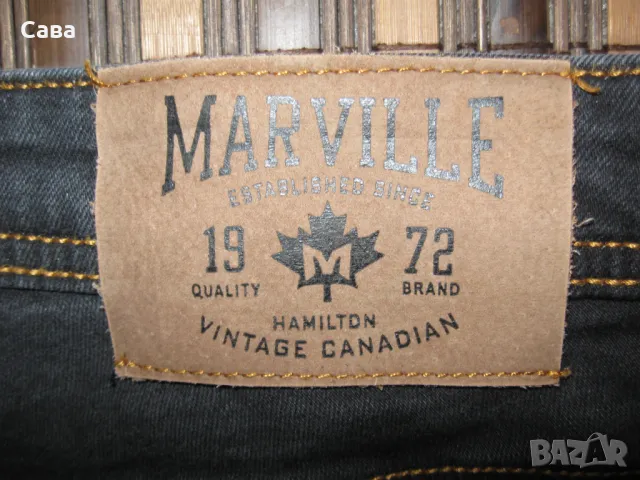 Сава
MARVILLE
ESTABLISHED SINCE
19 M 72
QUALITY BRAND
HAMILTON
VINTAGE CANADIAN
BAZAR